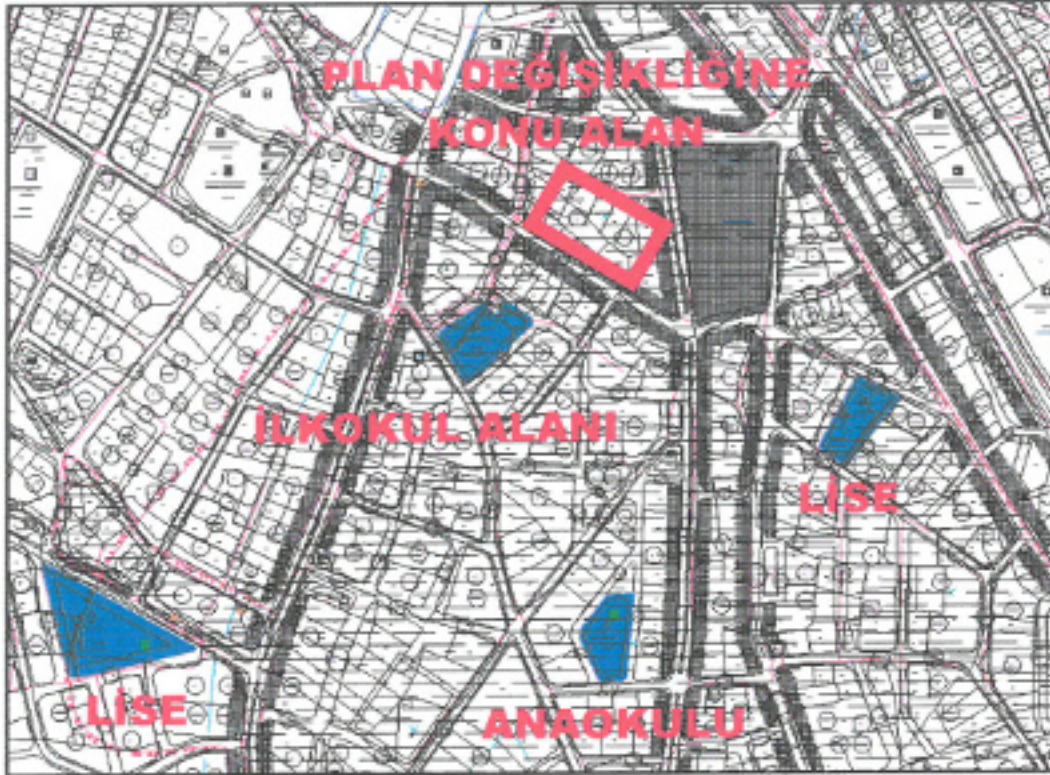 PLAN DEĞİŞİKLİĞİNE
KONU ALAN
İLKOKUL ALANI
LİSE
LİSE
ANAOKULU